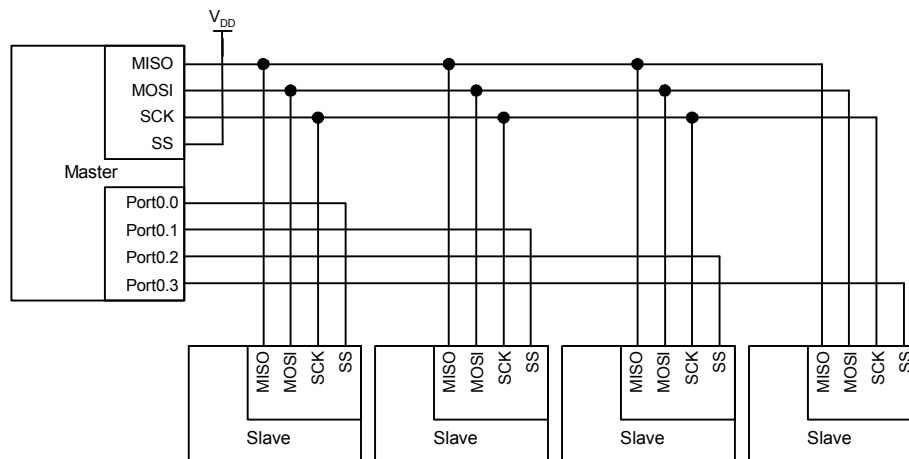 VDD
MISO
MOSI
SCK
SS
Master
Port0.0
Port0.1
Port0.2
Port0.3
MISO
MOSI
SCK
SS
Slave
MISO
MOSI
SCK
SS
Slave
MISO
MOSI
SCK
SS
Slave
MISO
MOSI
SCK
SS
Slave